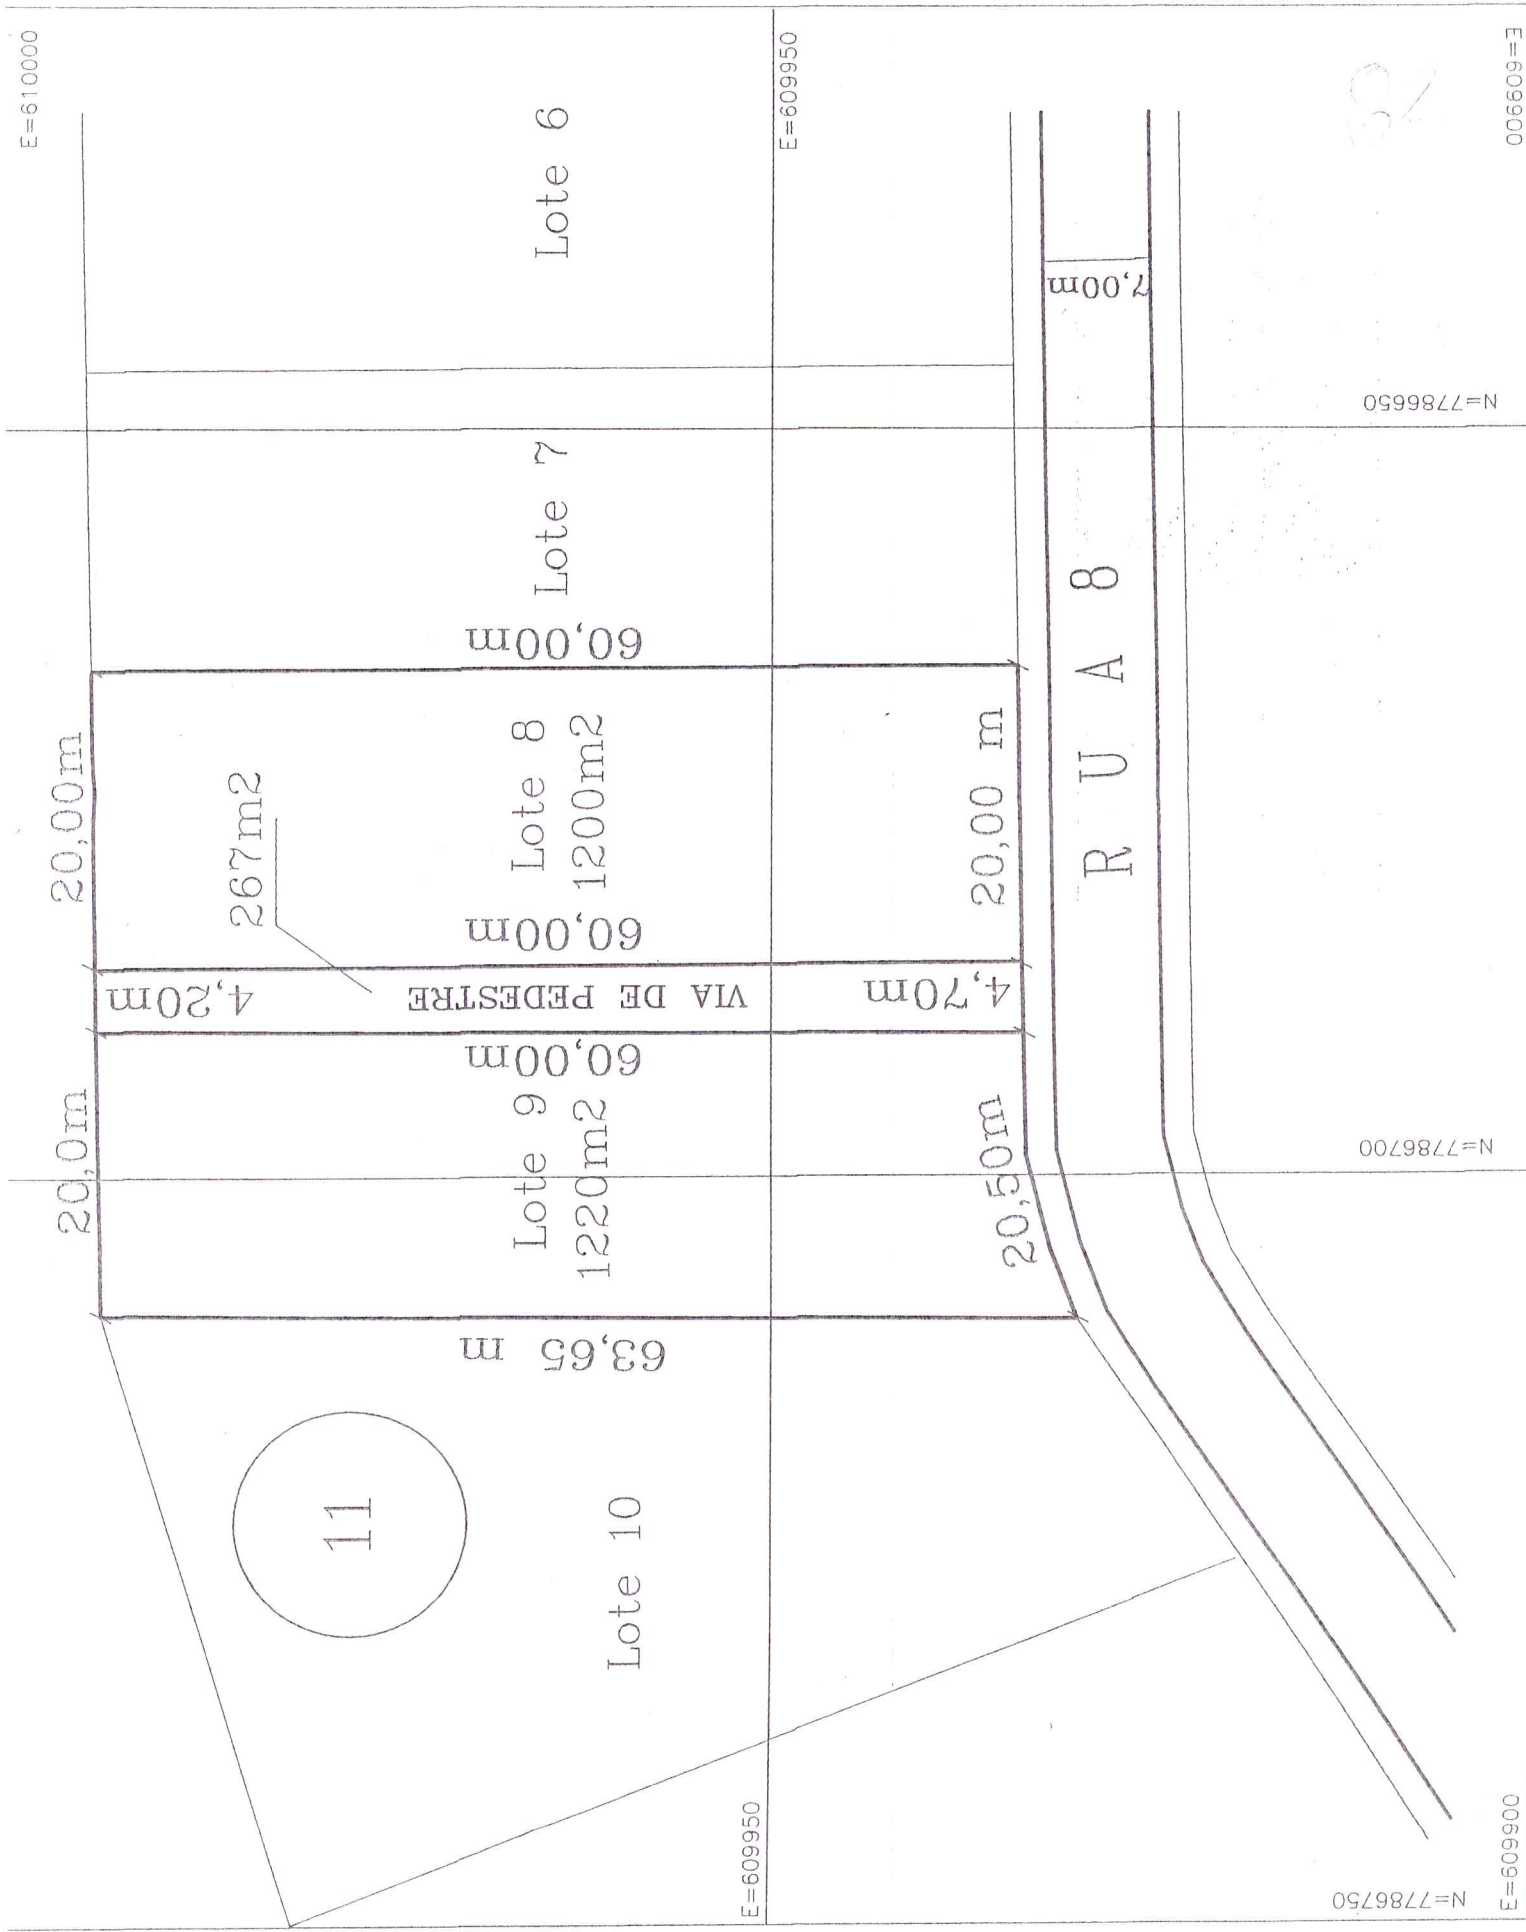 E=610000
E=609950
E=609900
Lote 6
7,00m
N=7786650
Lote 7
60,00m
20,00m
267m2
Lote 8
1200m2
60,00m
20,00 m
R U A 8
4,20m
VIA DE PEDESTRE
4,70m
60,00m
20,0m
Lote 9
1220m2
20,50m
N=7786700
63,65 m
11
Lote 10
E=609950
N=7786750
E=609900